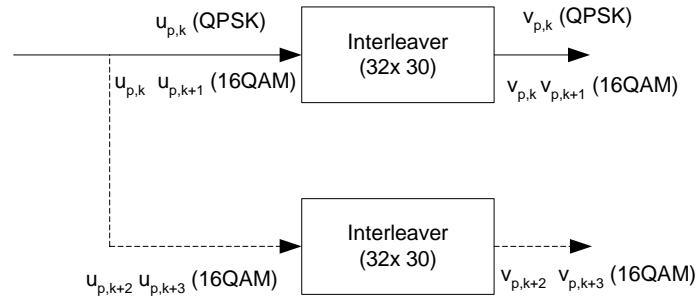 u_{p,k} (QPSK)
v_{p,k} (QPSK)
Interleaver
(32x 30)
u_{p,k} u_{p,k+1} (16QAM)
v_{p,k} v_{p,k+1} (16QAM)
Interleaver
(32x 30)
u_{p,k+2} u_{p,k+3} (16QAM)
v_{p,k+2} v_{p,k+3} (16QAM)